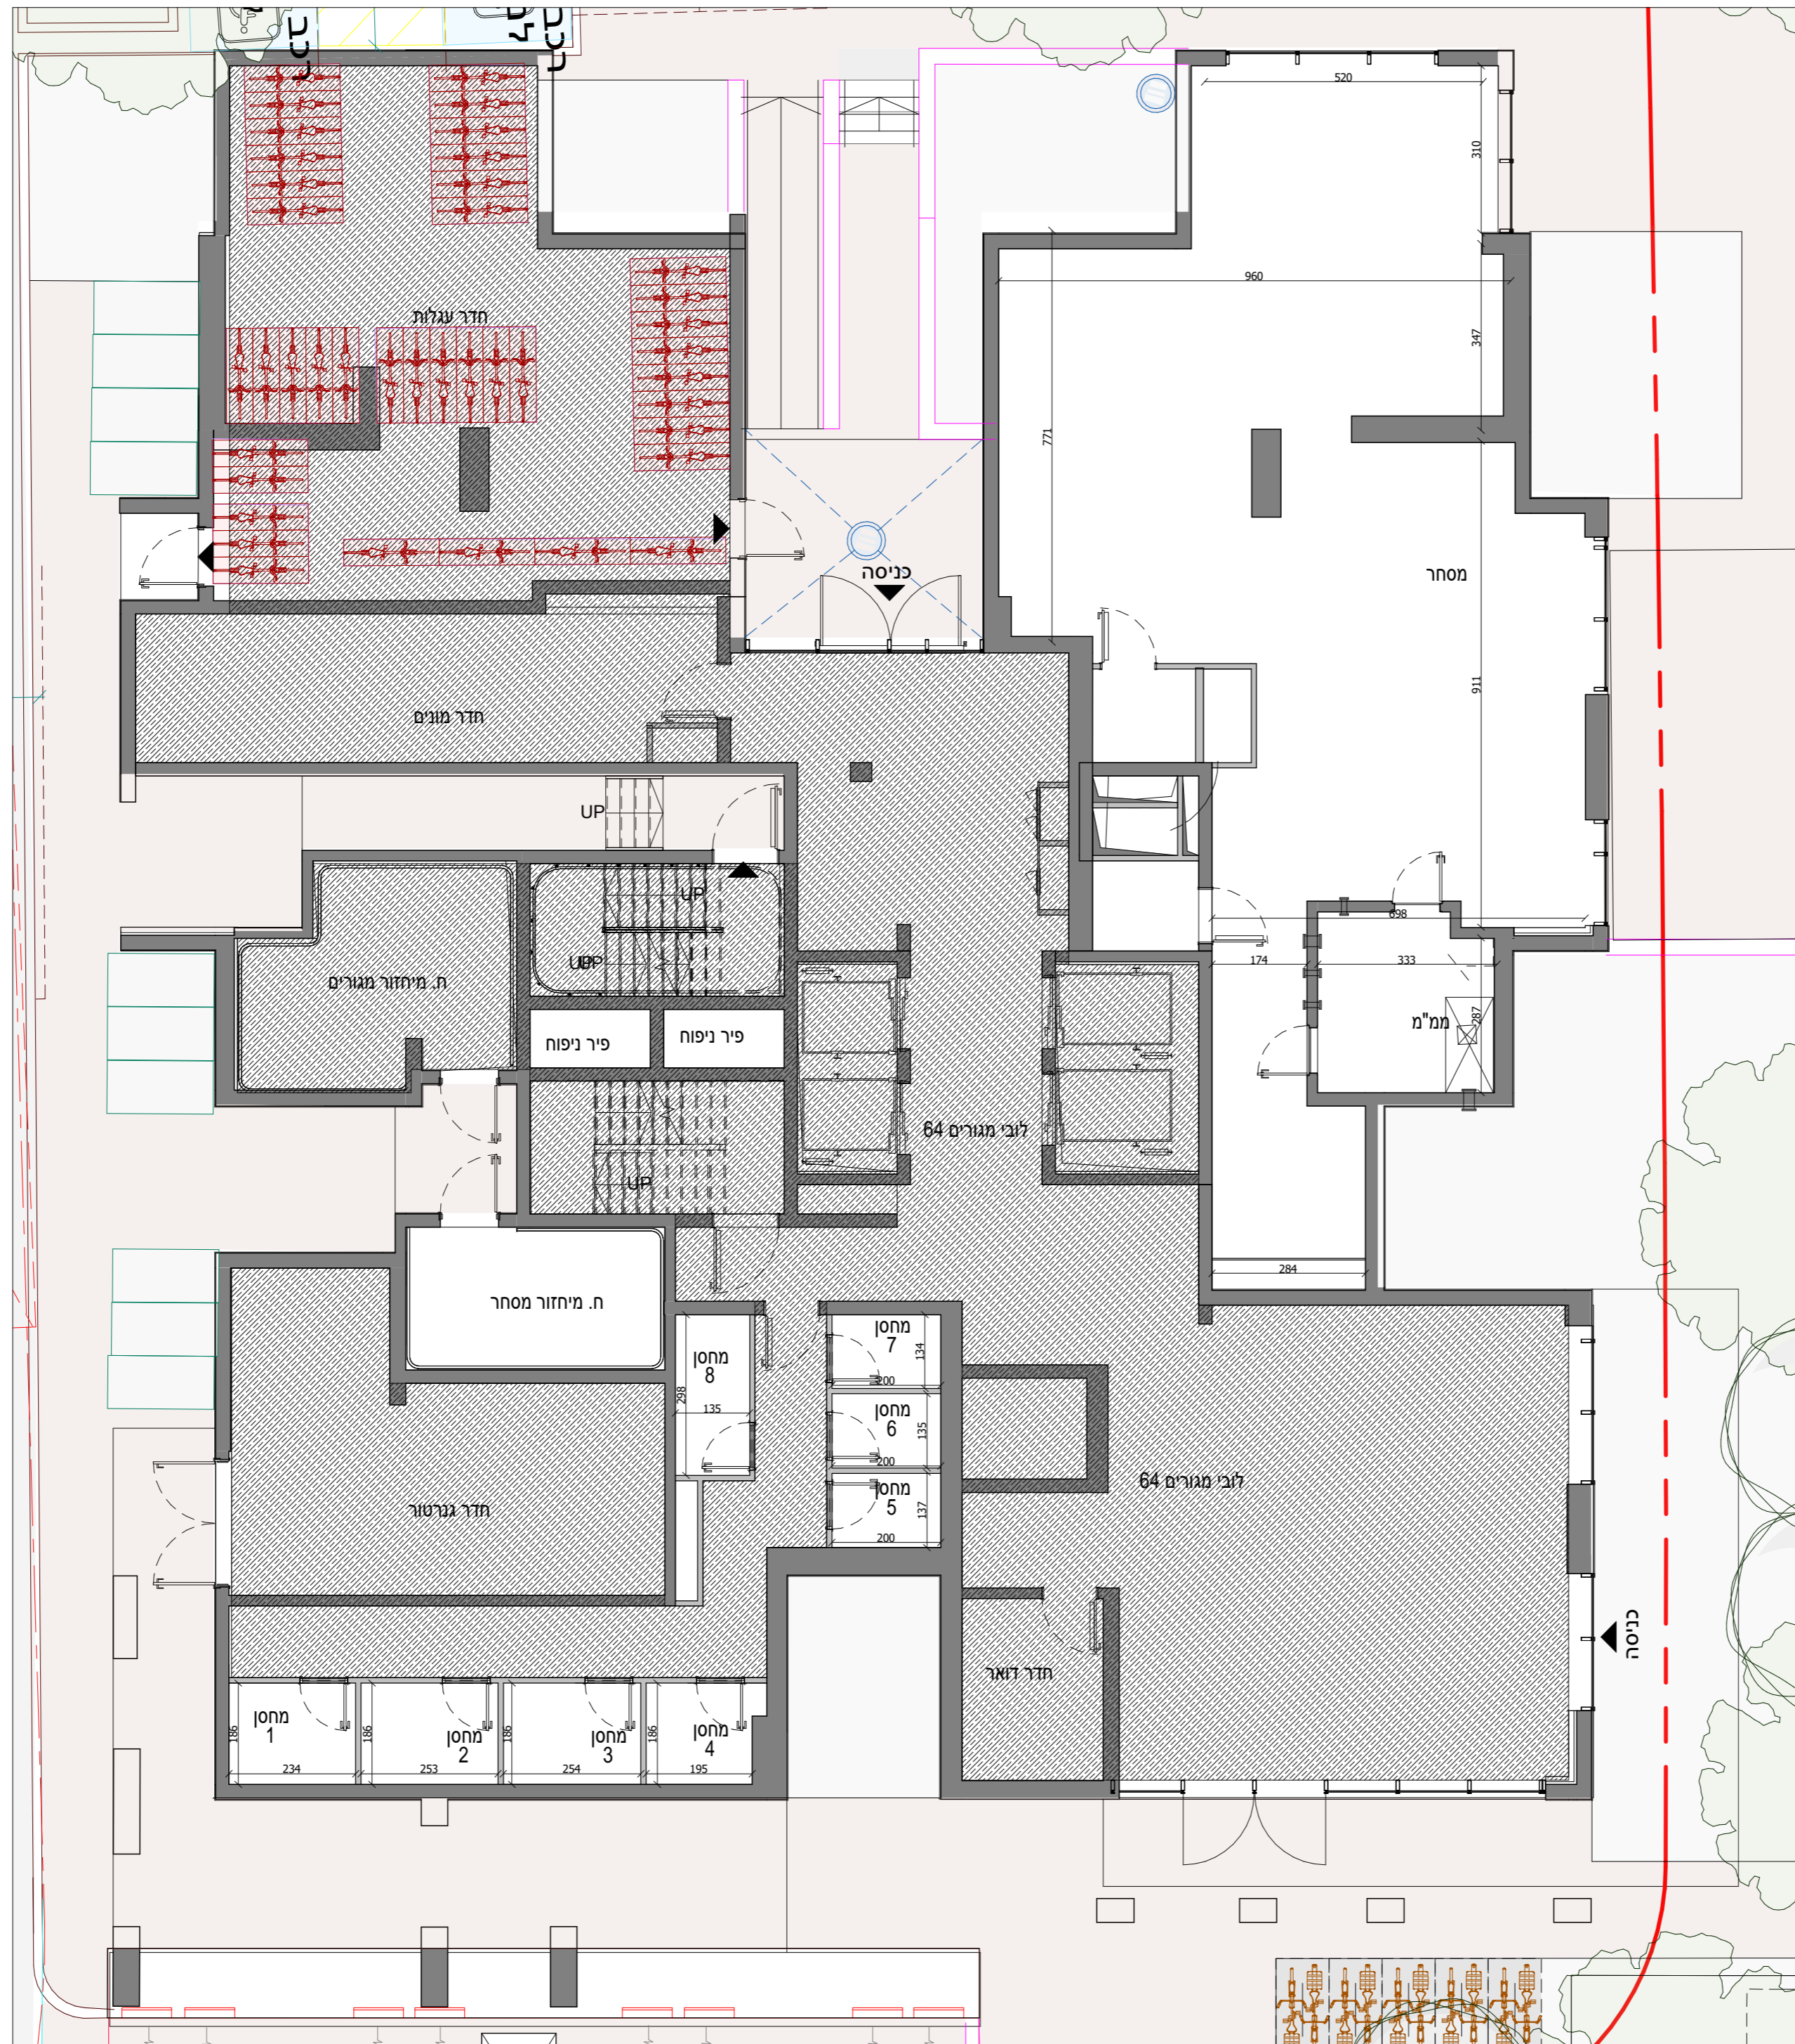 רכב
520
310
960
חדר עגלות
347
771
כניסה
מסחר
911
חדר מונים
UP
UP
698
UP
UP
174
333
ח. מיחזור מגורים
287
ממ"מ
פיר ניפוח
פיר ניפוח
לובי מגורים 64
UP
284
ח. מיחזור מסחר
מחסן
7
134
200
מחסן
8
298
135
מחסן
6
135
200
לובי מגורים 64
מחסן
5
137
200
חדר גנרטור
כניסה
חדר דואר
מחסן
1
186
234
מחסן
2
186
253
מחסן
3
186
254
מחסן
4
186
195